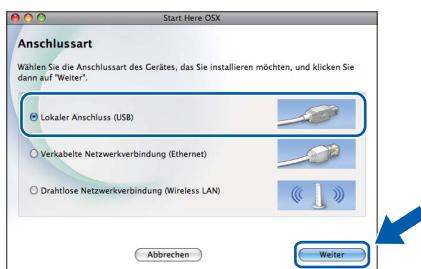 Start Here OSX
Anschlussart
Wählen Sie die Anschlussart des Gerätes, das Sie installieren möchten, und klicken Sie
dann auf "Weiter".
Lokaler Anschluss (USB)
Verkabelte Netzwerkverbindung (Ethernet)
Drahtlose Netzwerkverbindung (Wireless LAN)
Abbrechen
Weiter